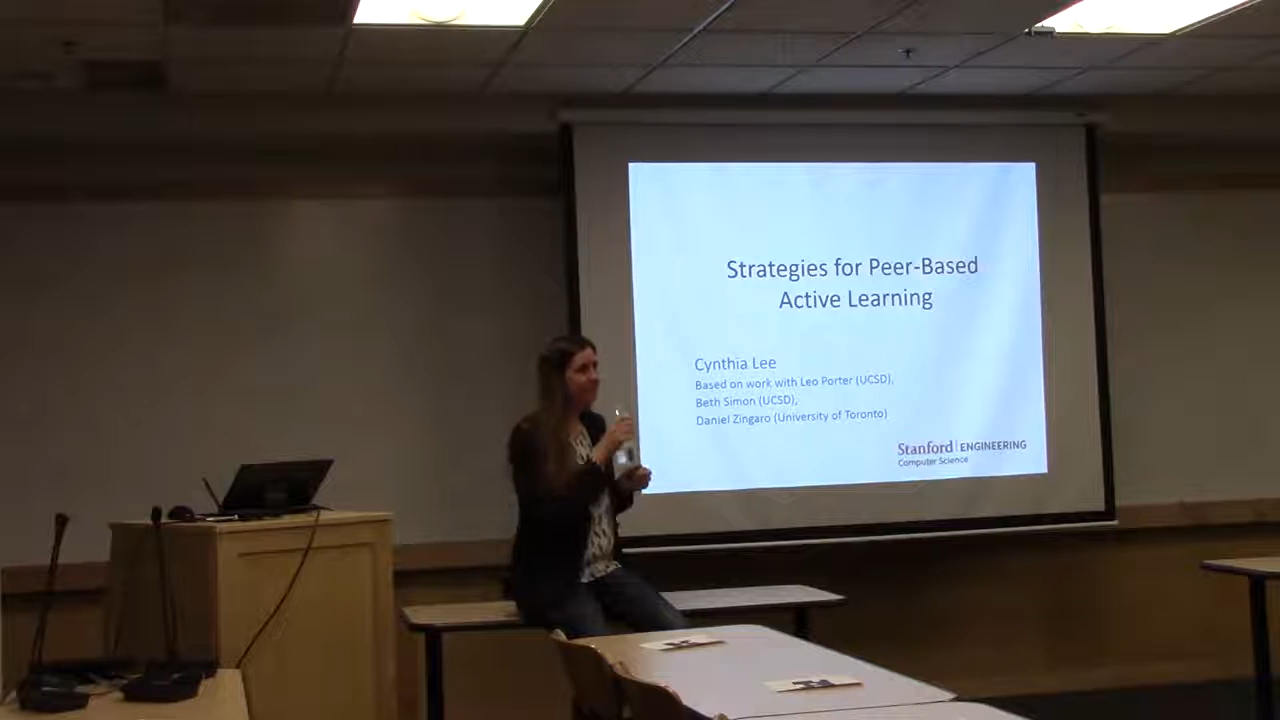 Strategies for Peer-Based
Active Learning
Cynthia Lee
Based on work with Leo Porter (UCSD),
Beth Simon (UCSD),
Daniel Zingaro (University of Toronto)
Stanford | ENGINEERING
Computer Science